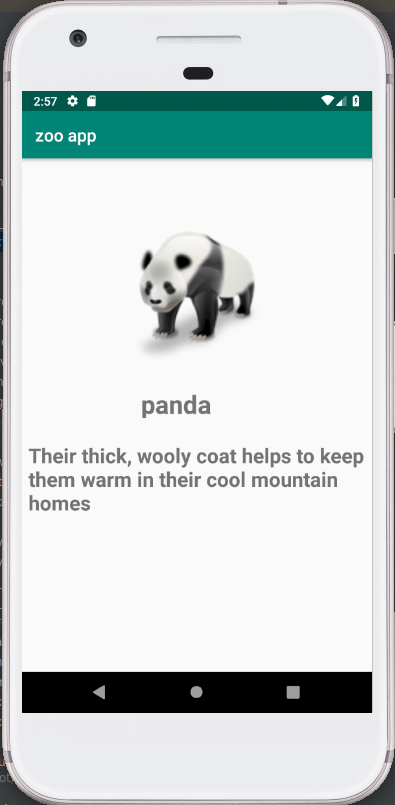 2:57
zoo app
panda
Their thick, wooly coat helps to keep
them warm in their cool mountain
homes